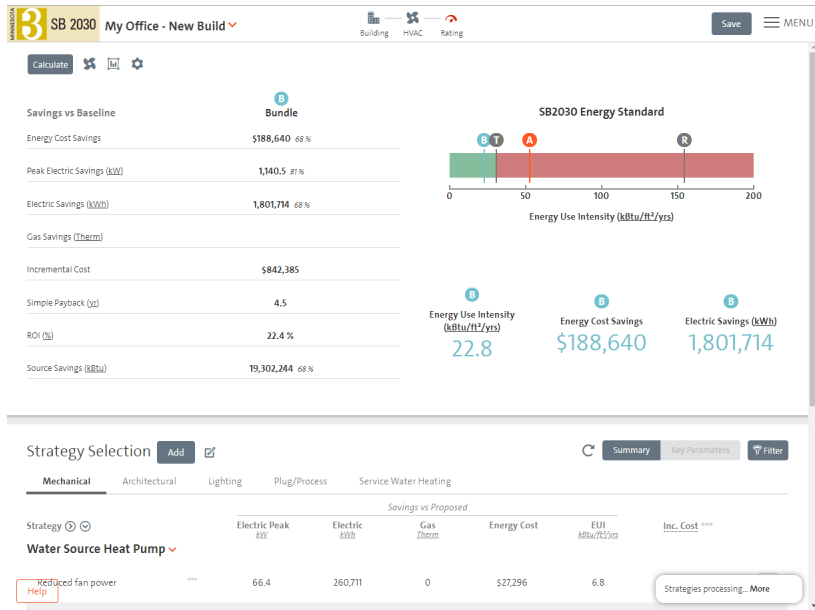 MINNESOTA
B3
SB 2030
My Office - New Build
Building
HVAC
Rating
Save
MENU
Calculate
Savings vs Baseline
B
Bundle
Energy Cost Savings
$188,640 68 %
Peak Electric Savings (kW)
1,140.5 81 %
Electric Savings (kWh)
1,801,714 68 %
Gas Savings (Therm)
Incremental Cost
$842,385
Simple Payback (yr)
4.5
ROI (%)
22.4 %
Source Savings (kBtu)
19,302,244 68 %
SB2030 Energy Standard
B T A R
0 50 100 150 200
Energy Use Intensity (kBtu/ft²/yrs)
B
Energy Use Intensity
(kBtu/ft²/yrs)
22.8
B
Energy Cost Savings
$188,640
B
Electric Savings (kWh)
1,801,714
Strategy Selection
Add
Summary
Key Parameters
Filter
Mechanical
Architectural
Lighting
Plug/Process
Service Water Heating
Savings vs Proposed
Strategy
Electric Peak
kW
Electric
kWh
Gas
Therm
Energy Cost
EUI
kBtu/ft²/yrs
Inc. Cost
Water Source Heat Pump
Reduced fan power
66.4
260,711
0
$27,296
6.8
Help
Strategies processing... More